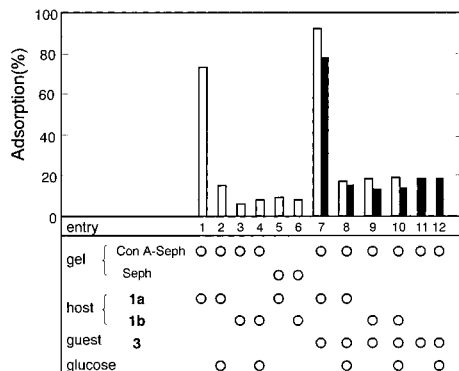 Adsorption(%)
100
80
60
40
20
0
entry 1 2 3 4 5 6 7 8 9 10 11 12
gel { Con A-Seph ○ ○ ○ ○ ○ ○ ○ ○ ○ ○
Seph ○ ○
host { 1a ○ ○ ○ ○ ○
1b ○ ○ ○ ○ ○
guest 3 ○ ○ ○ ○ ○ ○
glucose ○ ○ ○ ○ ○